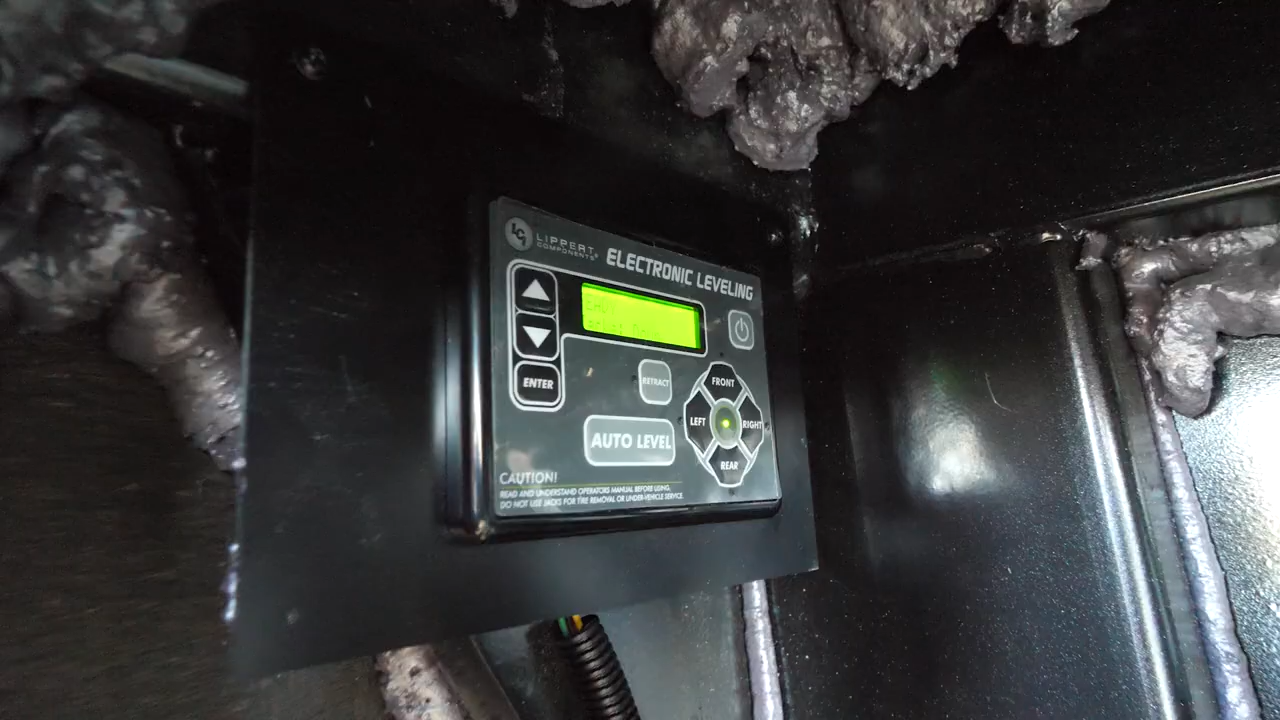 LCI
LIPPERT
COMPONENTS®
ELECTRONIC LEVELING
ENTER
RETRACT
FRONT
LEFT
RIGHT
AUTO LEVEL
REAR
CAUTION!
READ AND UNDERSTAND OPERATORS MANUAL BEFORE USING.
DO NOT USE JACKS FOR TIRE REMOVAL OR UNDER-VEHICLE SERVICE.